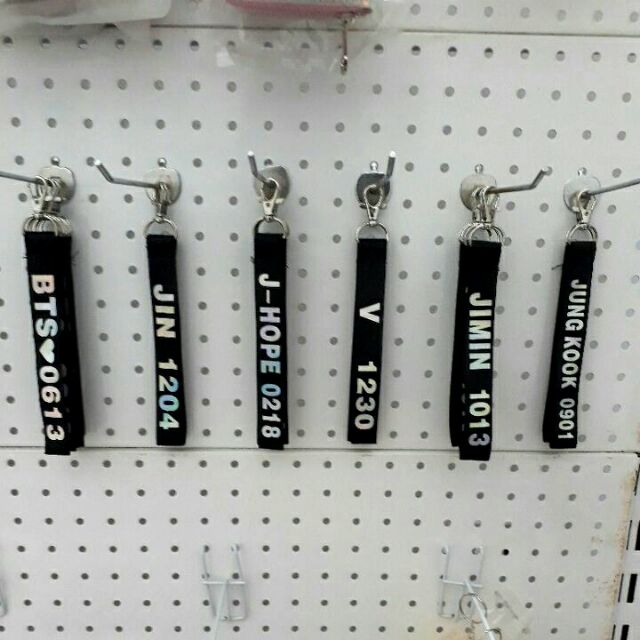 BTS♥0613
JIN 1204
J-HOPE 0218
V 1230
JIMIN 1013
JUNG KOOK 0901